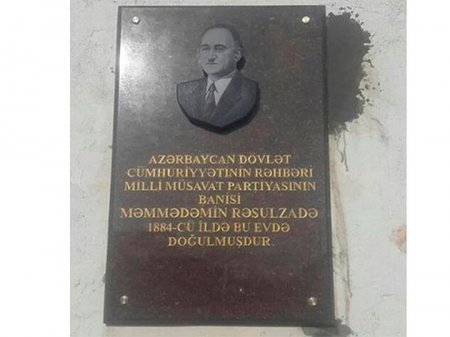 AZƏRBAYCAN DÖVLƏT
CÜMHURİYYƏTİNİN RƏHBƏRİ
MİLLİ MÜSAVAT PARTİYASININ
BANİSİ
MƏMMƏDƏMİN RƏSULZADƏ
1884-CÜ İLDƏ BU EVDƏ
DOĞULMUŞDUR.